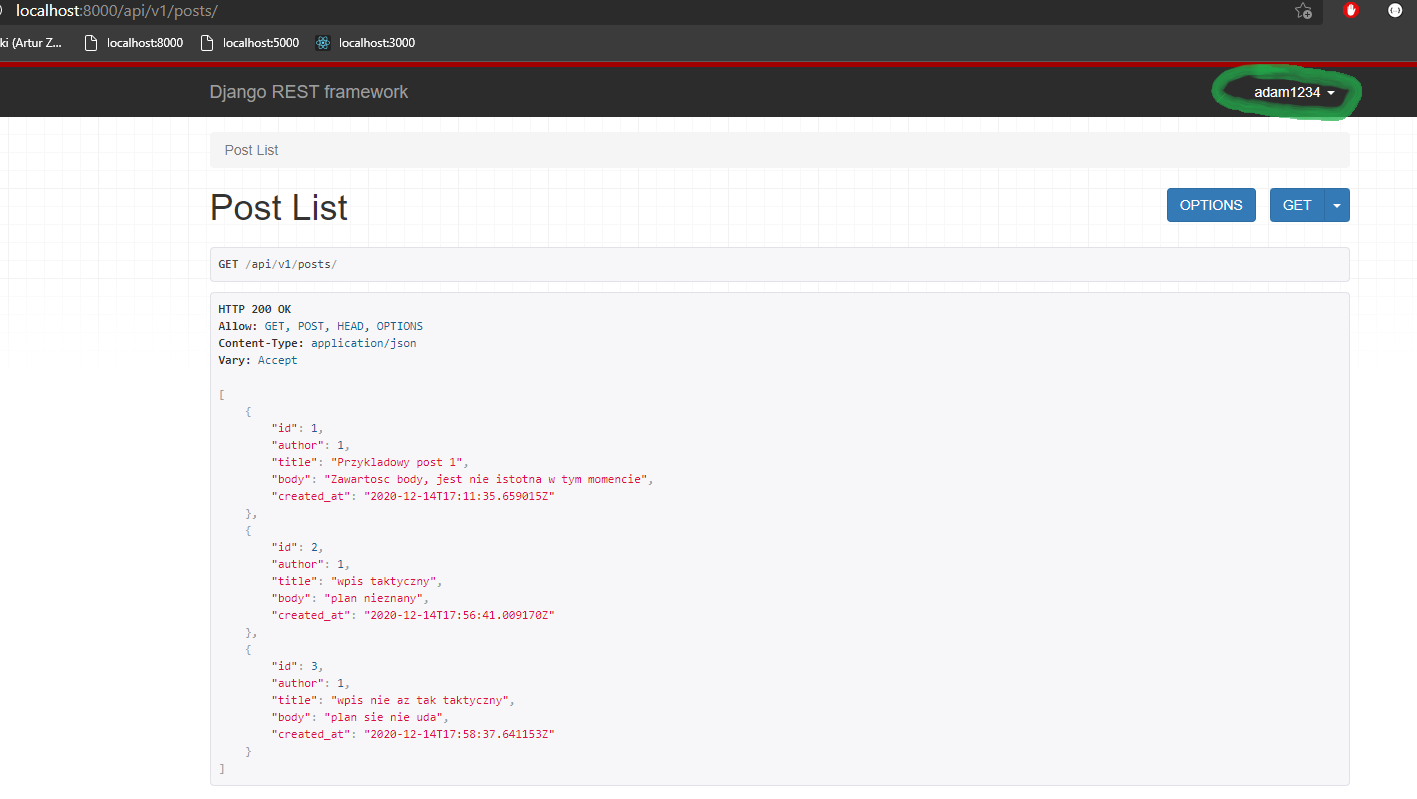 localhost:8000/api/v1/posts/
ki (Artur Z... localhost:8000 localhost:5000 localhost:3000
Django REST framework adam1234
Post List
Post List OPTIONS GET
GET /api/v1/posts/
HTTP 200 OK
Allow: GET, POST, HEAD, OPTIONS
Content-Type: application/json
Vary: Accept
[
{
"id": 1,
"author": 1,
"title": "Przykladowy post 1",
"body": "Zawartosc body, jest nie istotna w tym momencie",
"created_at": "2020-12-14T17:11:35.659015Z"
},
{
"id": 2,
"author": 1,
"title": "wpis taktyczny",
"body": "plan nieznany",
"created_at": "2020-12-14T17:56:41.009170Z"
},
{
"id": 3,
"author": 1,
"title": "wpis nie az tak taktyczny",
"body": "plan sie nie uda",
"created_at": "2020-12-14T17:58:37.641153Z"
}
]